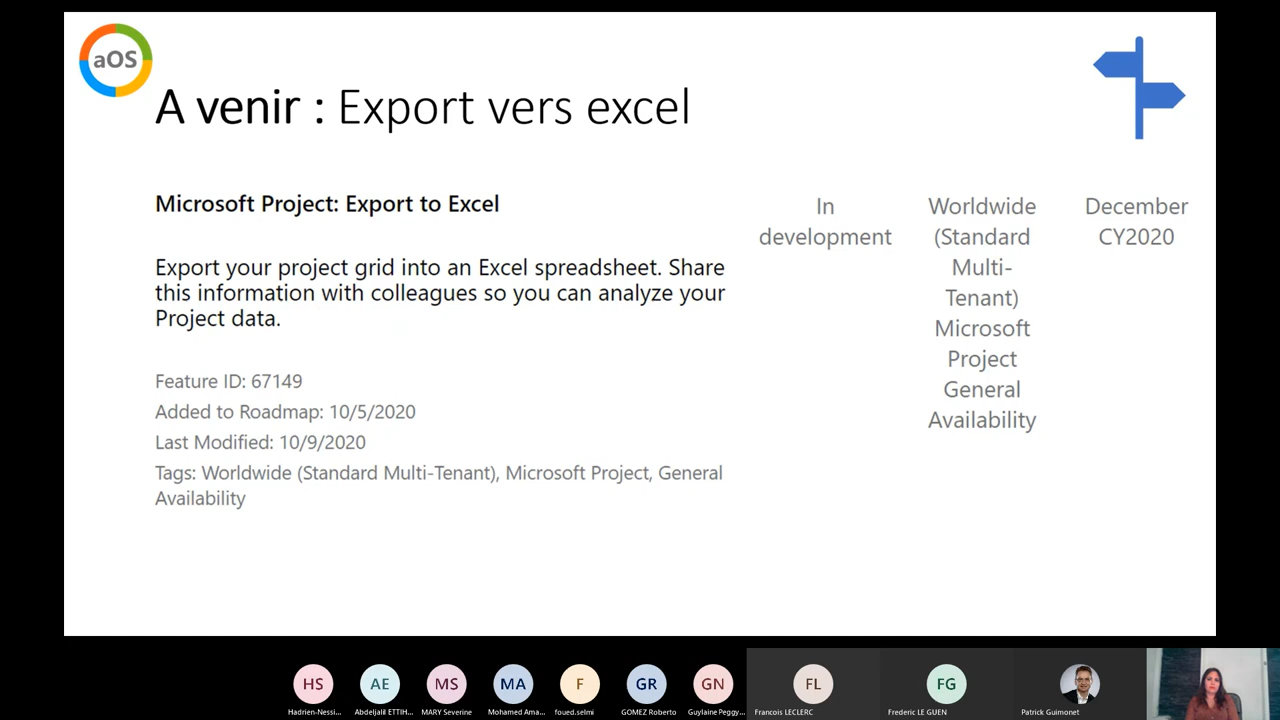 aOS
A venir : Export vers excel
Microsoft Project: Export to Excel
Export your project grid into an Excel spreadsheet. Share
this information with colleagues so you can analyze your
Project data.
Feature ID: 67149
Added to Roadmap: 10/5/2020
Last Modified: 10/9/2020
Tags: Worldwide (Standard Multi-Tenant), Microsoft Project, General
Availability
In
development
Worldwide
(Standard
Multi-
Tenant)
Microsoft
Project
General
Availability
December
CY2020
HS
AE
MS
MA
F
GR
GN
FL
FG
Hadrien-Nessi...
Abdeljalil ETTIH...
MARY Severine
Mohamed Ama...
foued.selmi
GOMEZ Roberto
Guylaine Peggy...
Francois LECLERC
Frederic LE GUEN
Patrick Guimonet